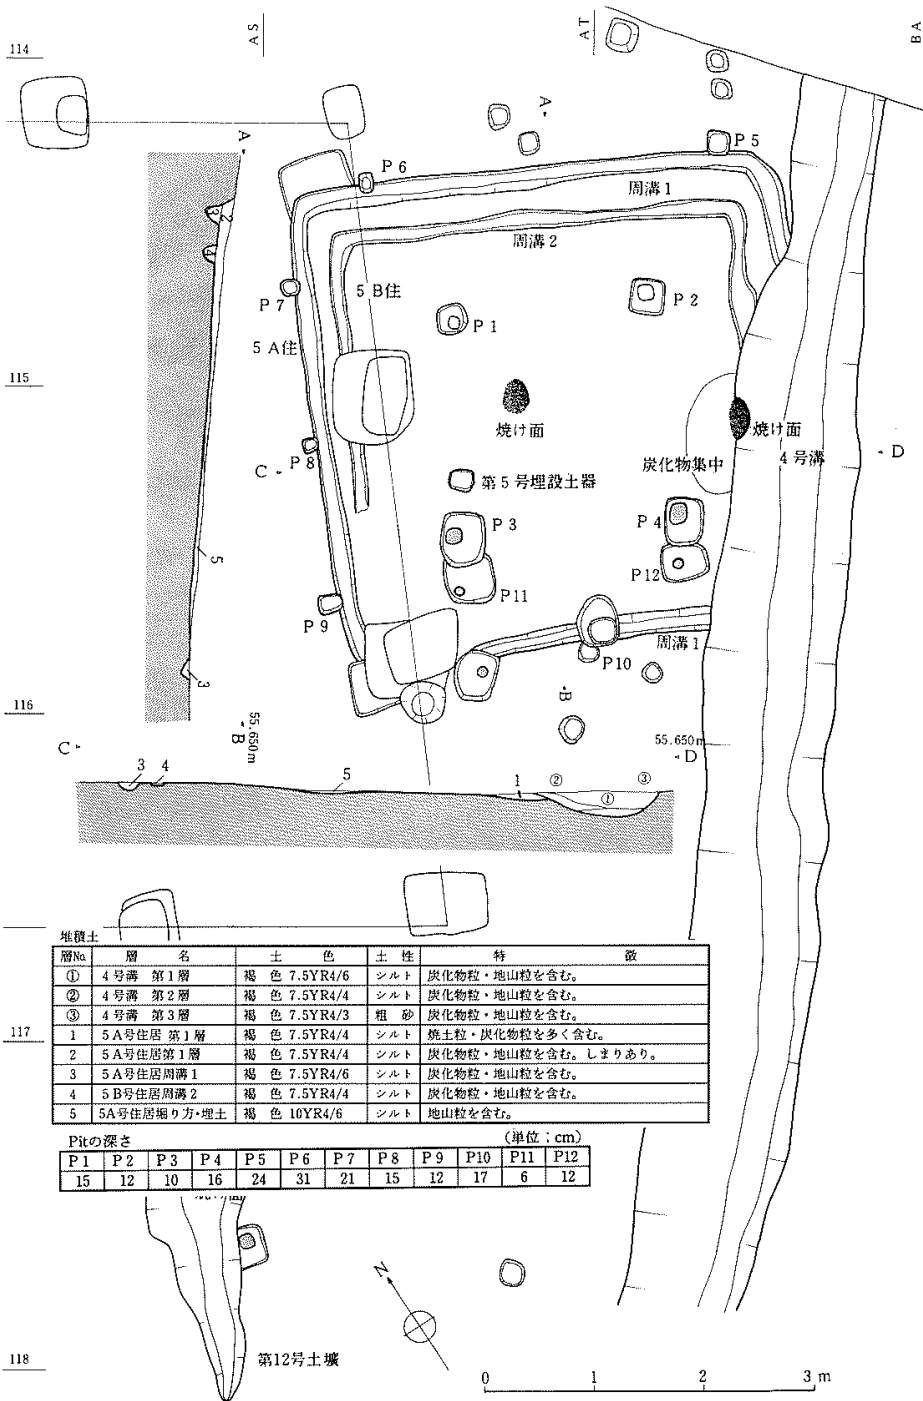 AS
AT
BA
114
A
A
P5
P6
周溝1
周溝2
P7
5B住
P1
P2
5A住
115
焼け面
焼け面
炭化物集中
4号溝
D
C
P8
第5号埋設土器
P3
P4
5
P12
P11
P9
P10
周溝1
3
B
116
55.650m
B
55.650m
C
D
3
4
5
1
②
③
①
堆積土
層No. 層名 土色 土性 特徴
① 4号溝 第1層 褐色 7.5YR4/6 シルト 炭化物粒・地山粒を含む。
② 4号溝 第2層 褐色 7.5YR4/4 シルト 炭化物粒・地山粒を含む。
③ 4号溝 第3層 褐色 7.5YR4/3 粗砂 炭化物粒・地山粒を含む。
1 5A号住居 第1層 褐色 7.5YR4/4 シルト 焼土粒・炭化物粒を多く含む。
2 5A号住居第1層 褐色 7.5YR4/4 シルト 炭化物粒・地山粒を含む。しまりあり。
3 5A号住居周溝1 褐色 7.5YR4/6 シルト 炭化物粒・地山粒を含む。
4 5B号住居周溝2 褐色 7.5YR4/4 シルト 炭化物粒・地山粒を含む。
5 5A号住居掘り方・埋土 褐色 10YR4/6 シルト 地山粒を含む。
117
Pitの深さ (単位；cm)
P1 P2 P3 P4 P5 P6 P7 P8 P9 P10 P11 P12
15 12 10 16 24 31 21 15 12 17 6 12
N
第12号土壙
118
0 1 2 3m